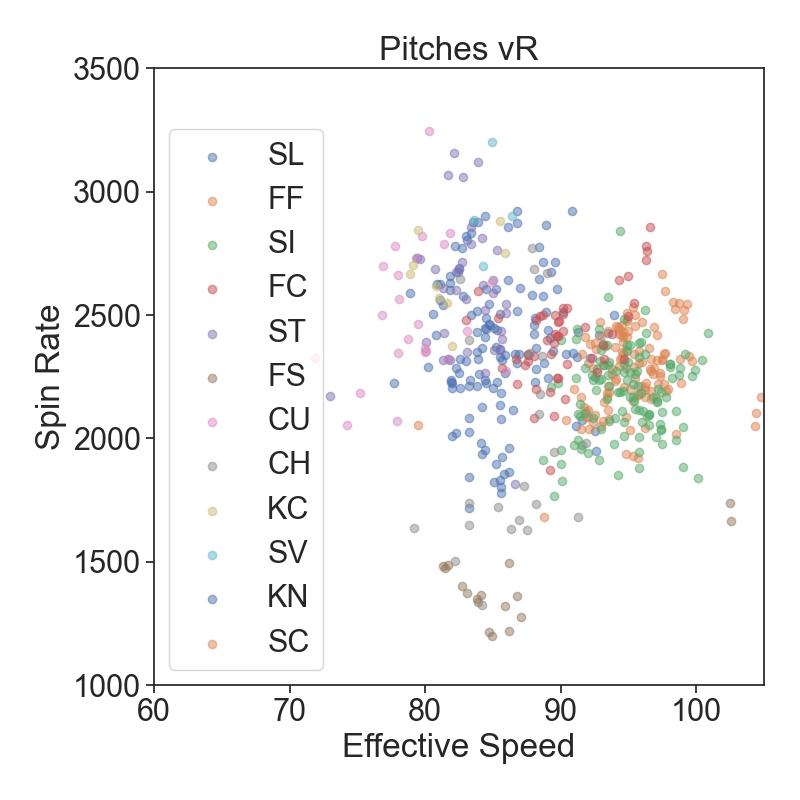 Pitches vR
3500
3000
2500
2000
1500
1000
Spin Rate
SL
FF
SI
FC
ST
FS
CU
CH
KC
SV
KN
SC
60 70 80 90 100
Effective Speed